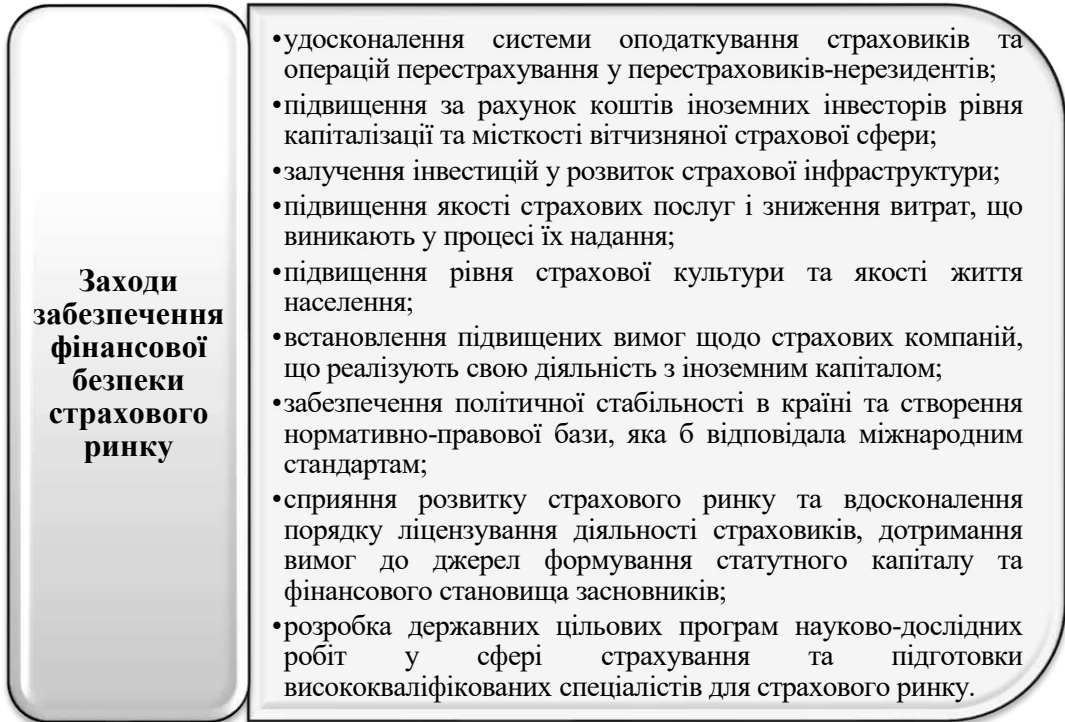 Заходи
забезпечення
фінансової
безпеки
страхового
ринку
•удосконалення системи оподаткування страховиків та
операцій перестрахування у перестраховиків-нерезидентів;
•підвищення за рахунок коштів іноземних інвесторів рівня
капіталізації та місткості вітчизняної страхової сфери;
•залучення інвестицій у розвиток страхової інфраструктури;
•підвищення якості страхових послуг і зниження витрат, що
виникають у процесі їх надання;
•підвищення рівня страхової культури та якості життя
населення;
•встановлення підвищених вимог щодо страхових компаній,
що реалізують свою діяльність з іноземним капіталом;
•забезпечення політичної стабільності в країні та створення
нормативно-правової бази, яка б відповідала міжнародним
стандартам;
•сприяння розвитку страхового ринку та вдосконалення
порядку ліцензування діяльності страховиків, дотримання
вимог до джерел формування статутного капіталу та
фінансового становища засновників;
•розробка державних цільових програм науково-дослідних
робіт у сфері страхування та підготовки
висококваліфікованих спеціалістів для страхового ринку.